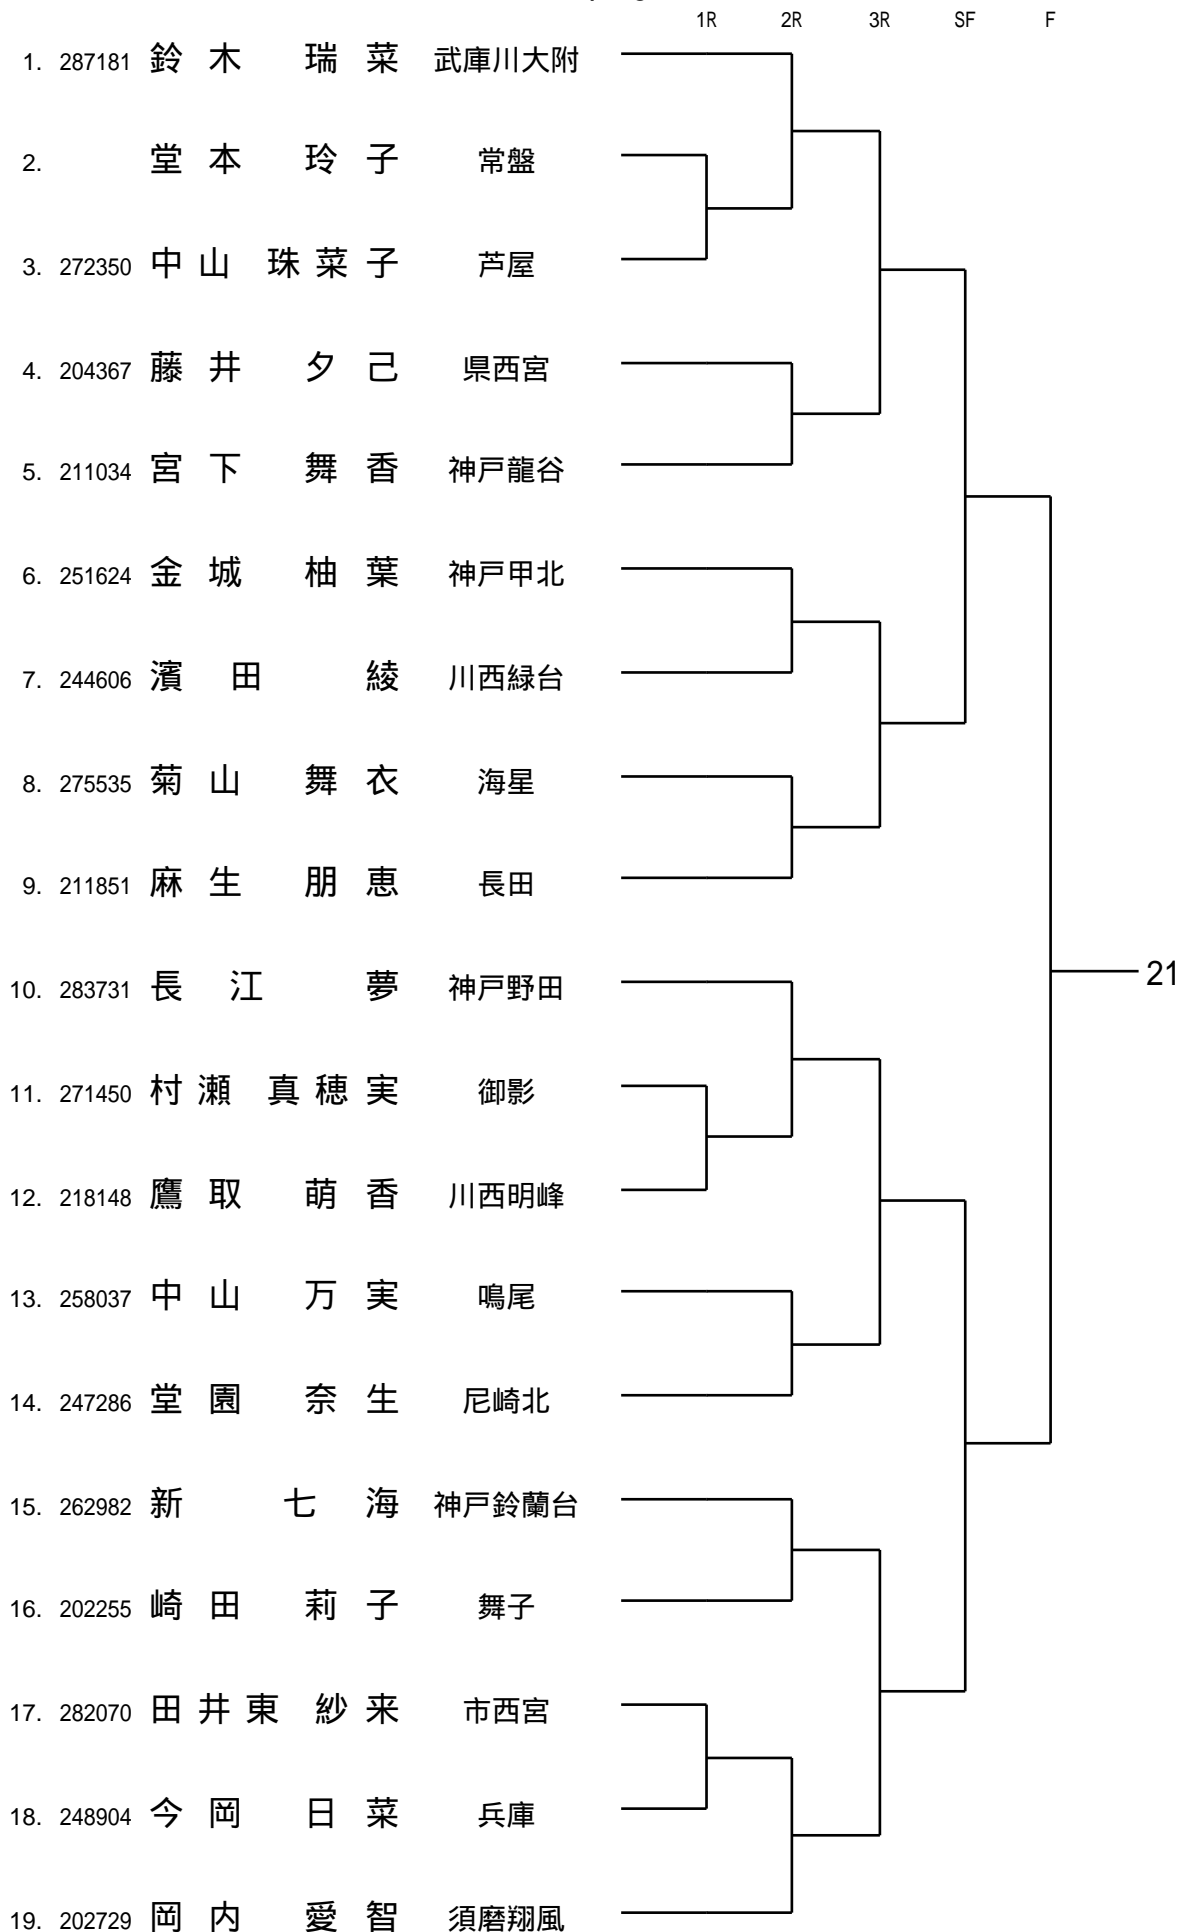 1R 2R 3R SF F
1. 287181 鈴木 瑞菜 武庫川大附
2. 堂本 玲子 常盤
3. 272350 中山 珠菜子 芦屋
4. 204367 藤井 夕己 県西宮
5. 211034 宮下 舞香 神戸龍谷
6. 251624 金城 柚葉 神戸甲北
7. 244606 濱田 綾 川西緑台
8. 275535 菊山 舞衣 海星
9. 211851 麻生 朋恵 長田
21
10. 283731 長江 夢 神戸野田
11. 271450 村瀬 真穂実 御影
12. 218148 鷹取 萌香 川西明峰
13. 258037 中山 万実 鳴尾
14. 247286 堂園 奈生 尼崎北
15. 262982 新 七海 神戸鈴蘭台
16. 202255 崎田 莉子 舞子
17. 282070 田井東 紗来 市西宮
18. 248904 今岡 日菜 兵庫
19. 202729 岡内 愛智 須磨翔風